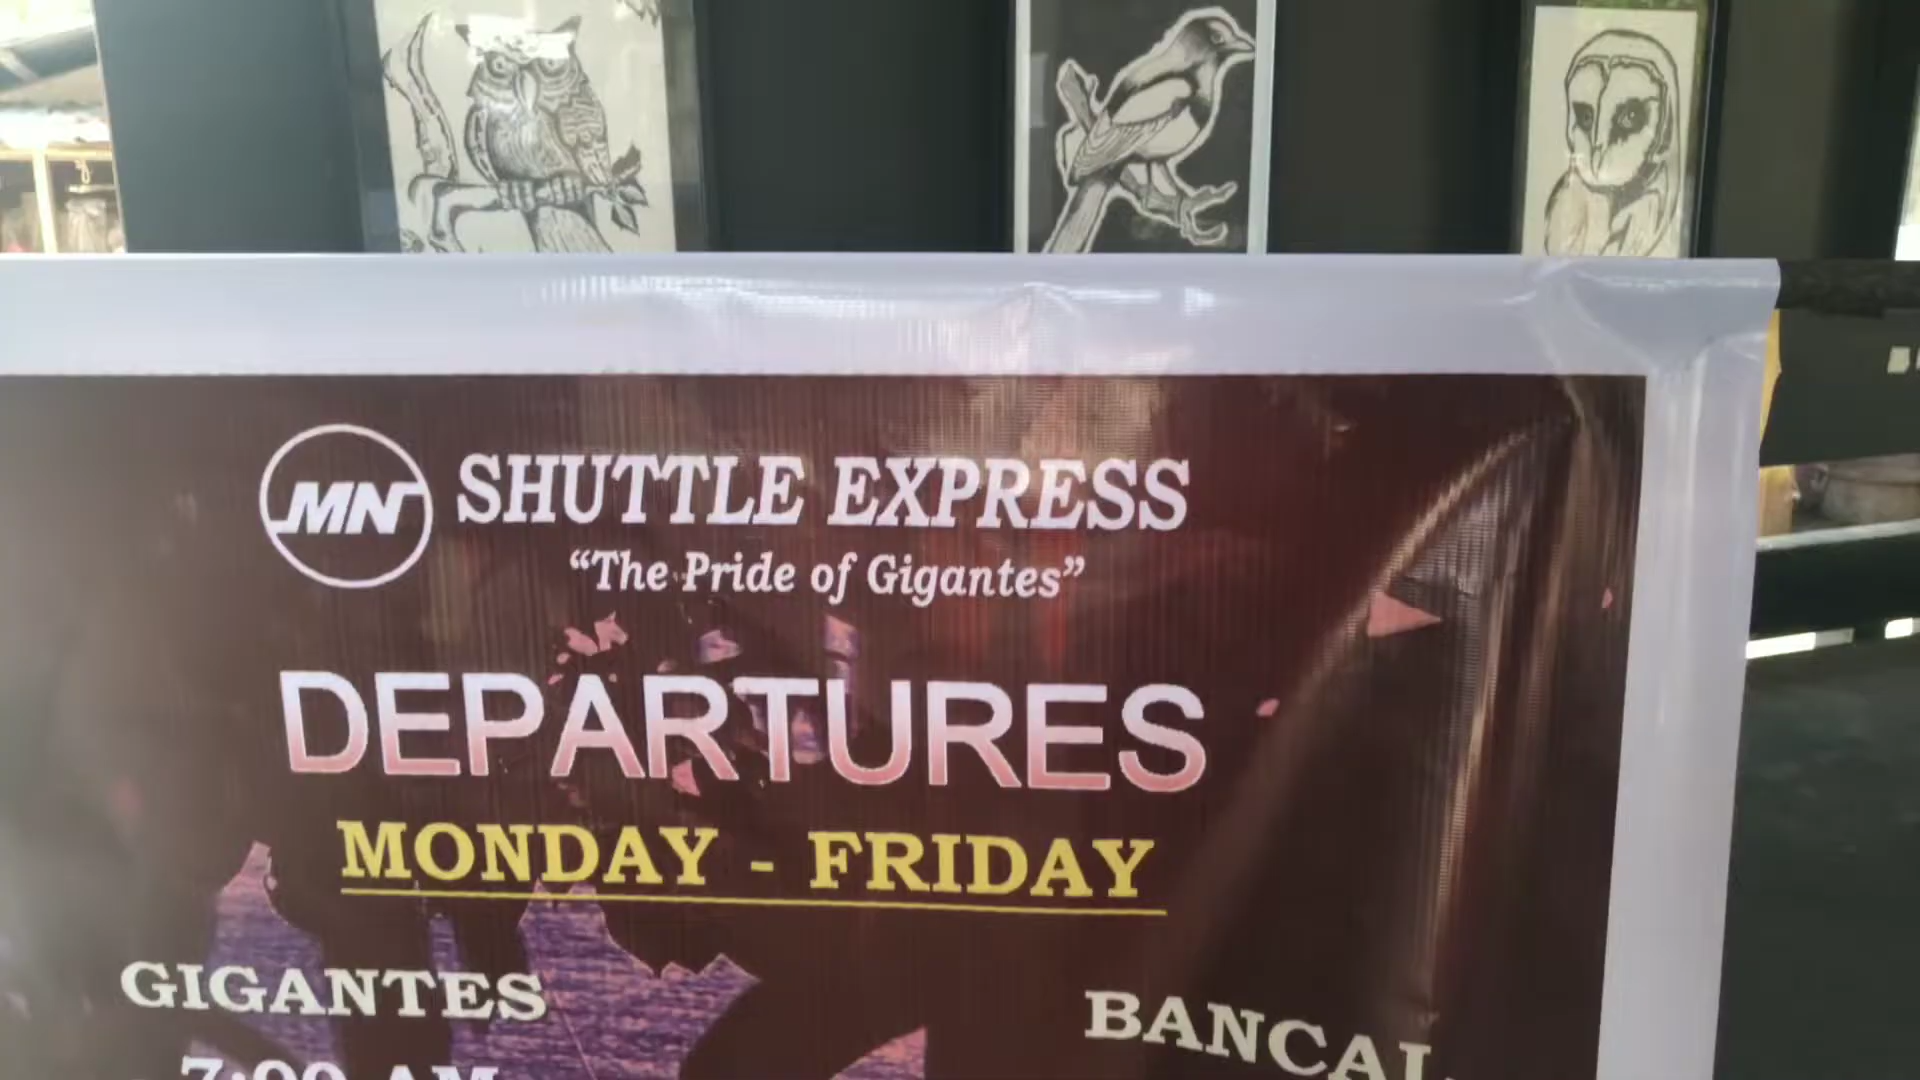 MN SHUTTLE EXPRESS
“The Pride of Gigantes”
DEPARTURES
MONDAY - FRIDAY
GIGANTES BANCAL
7:00 AM